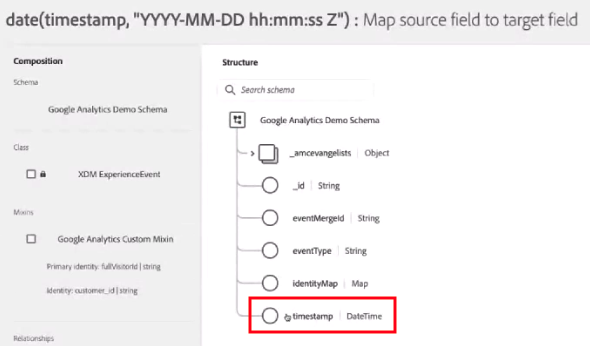 date(timestamp, "YYYY-MM-DD hh:mm:ss Z") : Map source field to target field
Composition
Schema
Google Analytics Demo Schema
Class
XDM ExperienceEvent
Mixins
Google Analytics Custom Mixin
Primary identity: fullVisitorId | string
Identity: customer_id | string
Relationships
Structure
Search schema
Google Analytics Demo Schema
_amcevangelists | Object
_id | String
eventMergeId | String
eventType | String
identityMap | Map
timestamp | DateTime